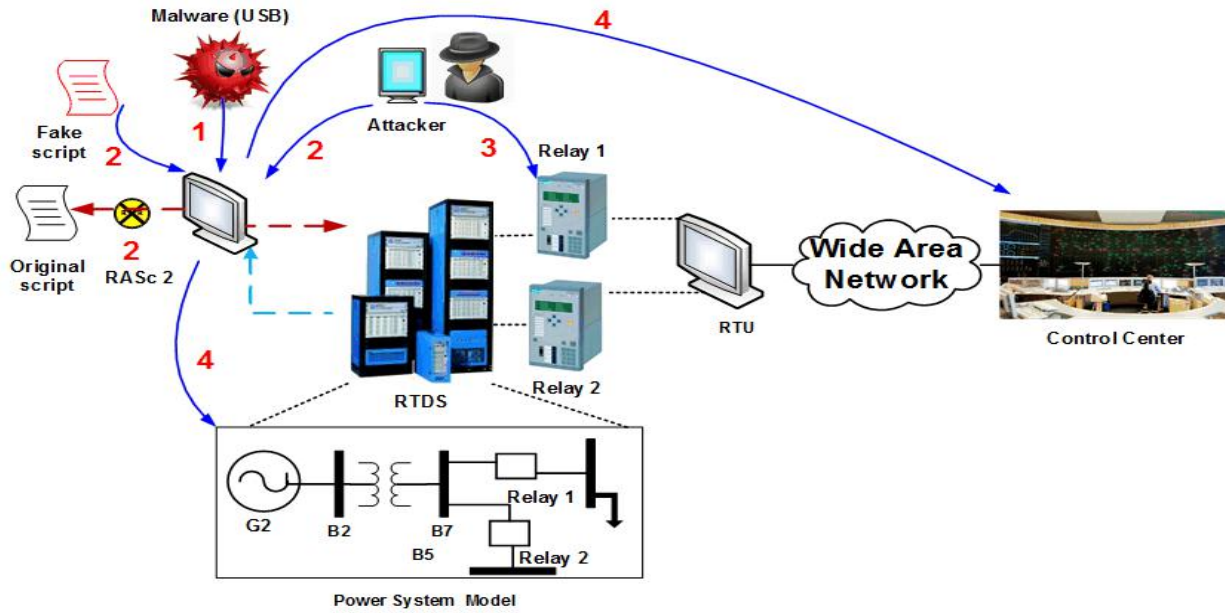 Malware (USB)
4
1
Attacker
Fake
script
2
2
3
Relay 1
Original
script
2
RASc 2
Wide Area
Network
RTU
Control Center
4
Relay 2
RTDS
G2
B2
B7
B5
Relay 1
Relay 2
Power System Model